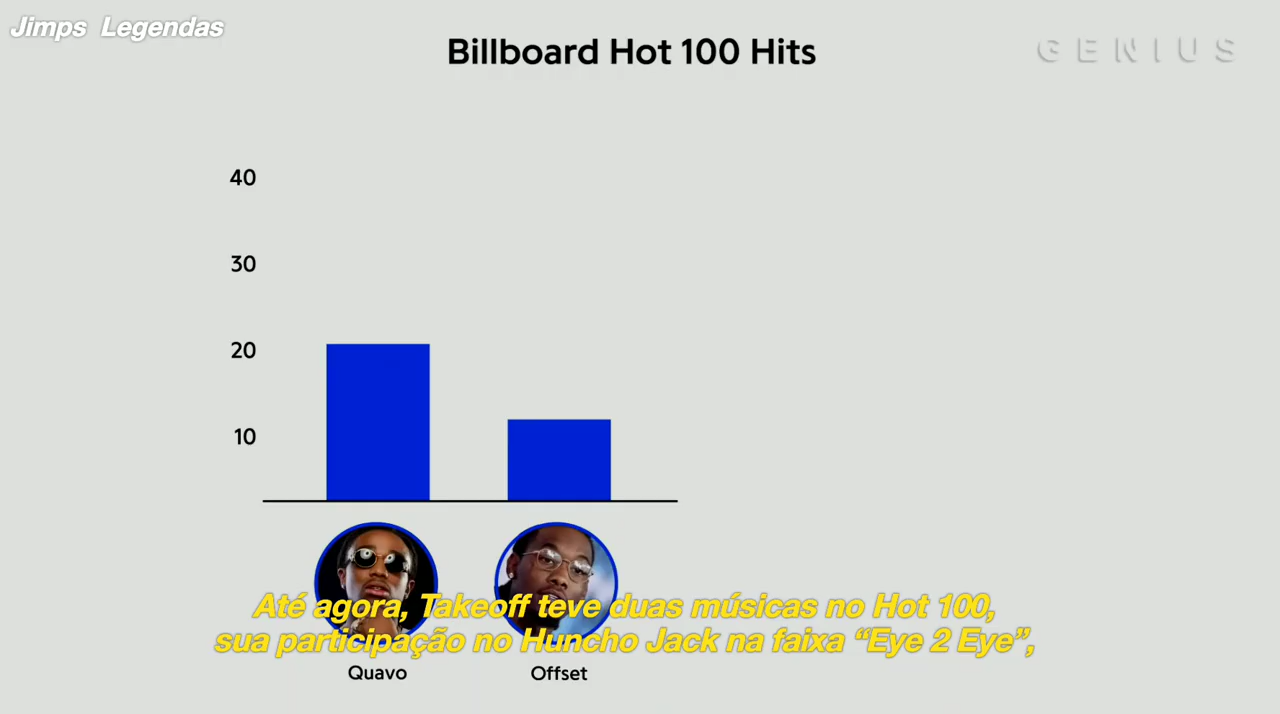 Jimps Legendas
Billboard Hot 100 Hits
GENIUS
40
30
20
10
Até agora, Takeoff teve duas músicas no Hot 100,
sua participação no Huncho Jack na faixa “Eye 2 Eye”,
Quavo
Offset